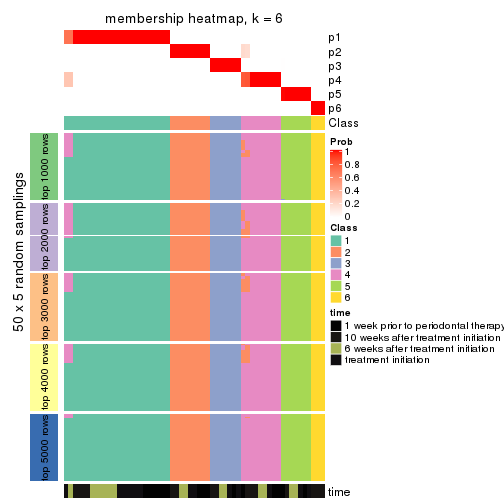 membership heatmap, k = 6
p1
p2
p3
p4
p5
p6
Class
50 x 5 random samplings
top 1000 rows
top 2000 rows
top 3000 rows
top 4000 rows
top 5000 rows
Prob
1
0.8
0.6
0.4
0.2
0
Class
1
2
3
4
5
6
time
1 week prior to periodontal therapy
10 weeks after treatment initiation
6 weeks after treatment initiation
treatment initiation
time